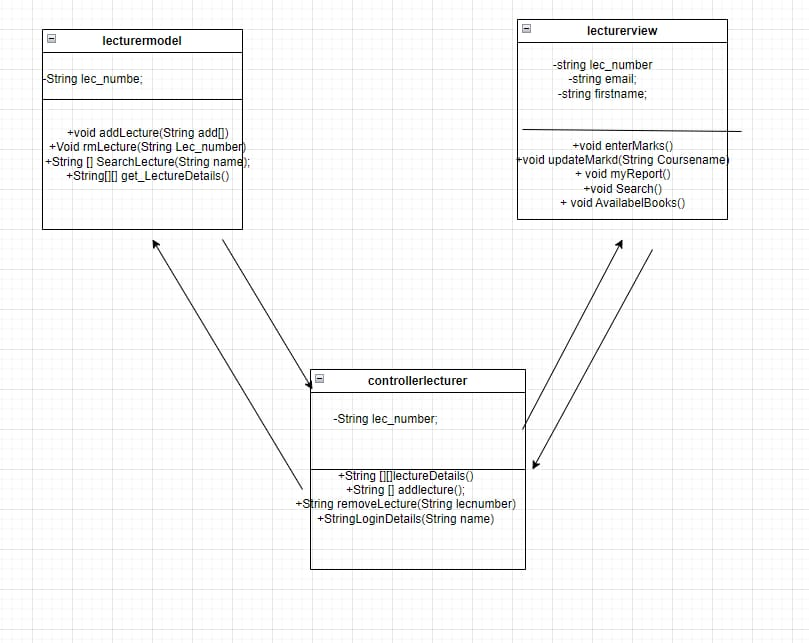 lecturermodel
-String lec_numbe;
+void addLecture(String add[])
+Void rmLecture(String Lec_number)
+String [] SearchLecture(String name);
+String[][] get_LectureDetails()
lecturerview
-string lec_number
-string email;
-string firstname;
+void enterMarks()
+void updateMarkd(String Coursename)
+ void myReport()
+void Search()
+ void AvailabelBooks()
controllerlecturer
-String lec_number;
+String [][]lectureDetails()
+String [] addlecture();
+String removeLecture(String lecnumber)
+StringLoginDetails(String name)